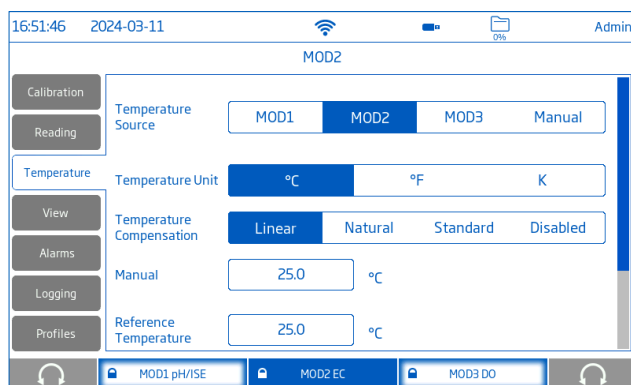 16:51:46 2024-03-11 0% Admin
MOD2
Calibration
Reading
Temperature
View
Alarms
Logging
Profiles
Temperature
Source
MOD1 MOD2 MOD3 Manual
Temperature Unit °C °F K
Temperature
Compensation
Linear Natural Standard Disabled
Manual 25.0 °C
Reference
Temperature
25.0 °C
MOD1 pH/ISE MOD2 EC MOD3 DO